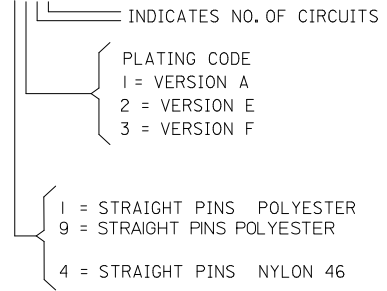 INDICATES NO. OF CIRCUITS
PLATING CODE
1 = VERSION A
2 = VERSION E
3 = VERSION F
1 = STRAIGHT PINS POLYESTER
9 = STRAIGHT PINS POLYESTER
4 = STRAIGHT PINS NYLON 46